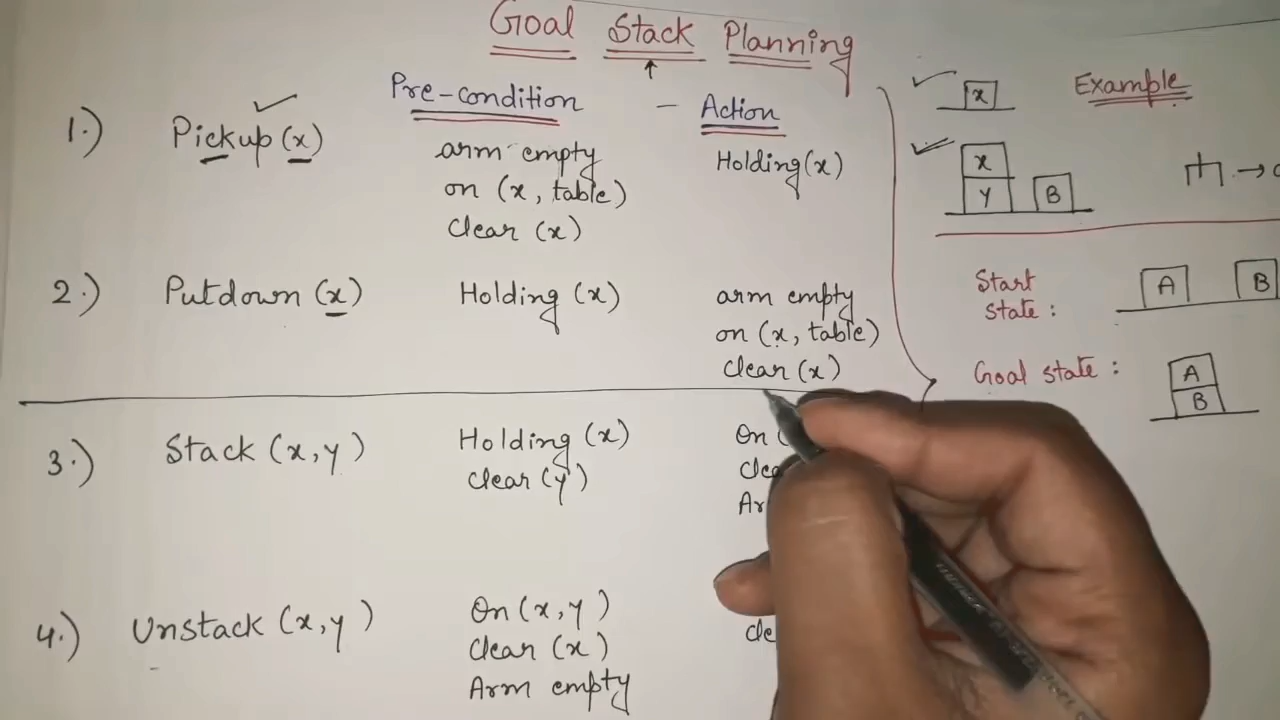 Goal Stack Planning
Pre-condition - Action
1.) Pickup (x)
arm empty
on (x, table)
clear (x)
Holding (x)
2.) Putdown (x)
Holding (x)
arm empty
on (x, table)
clear (x)
3.) Stack (x,y)
Holding (x)
clear (y)
On (
4.) Unstack (x,y)
On (x,y)
clear (x)
Arm empty
Example
x
x
y
B
Start
state:
A
B
Goal state:
A
B